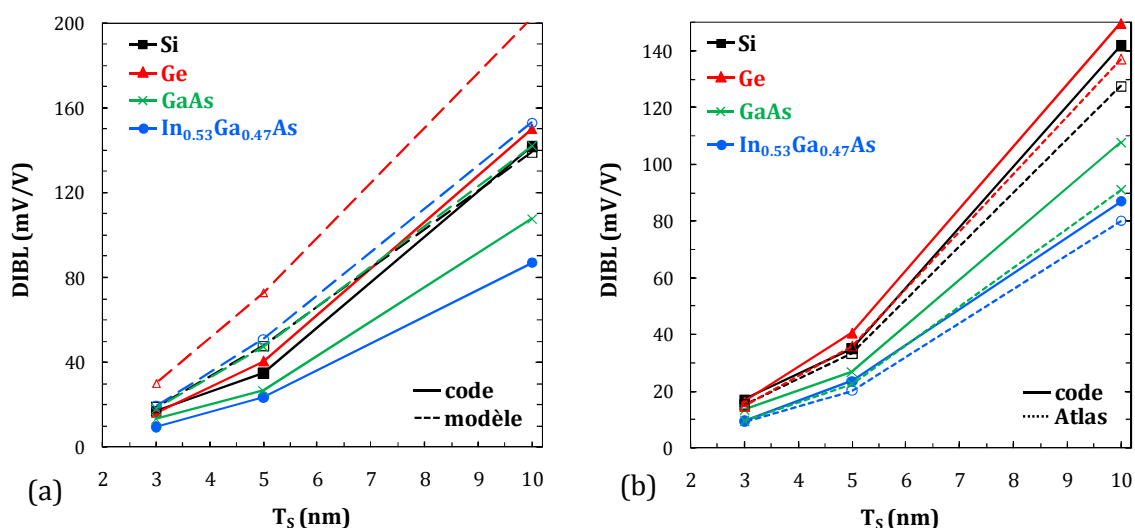 200
160
120
80
40
0
DIBL (mV/V)
Si
Ge
GaAs
In0.53Ga0.47As
code
modèle
2 3 4 5 6 7 8 9 10
(a)
TS (nm)
140
120
100
80
60
40
20
0
DIBL (mV/V)
Si
Ge
GaAs
In0.53Ga0.47As
code
Atlas
2 3 4 5 6 7 8 9 10
(b)
TS (nm)